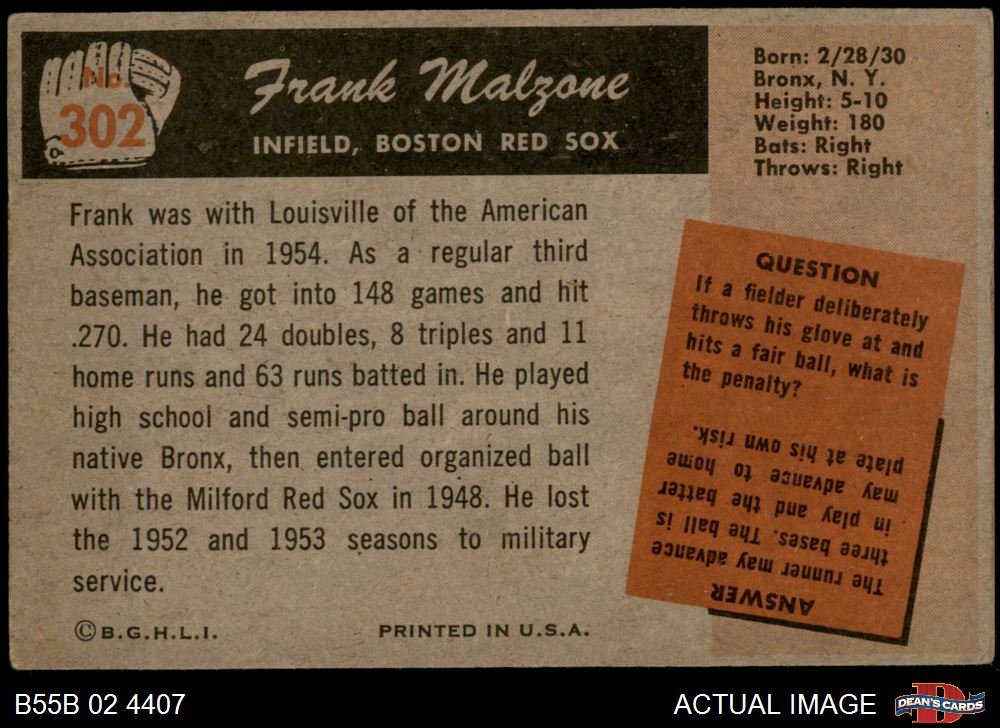 No.
302
Frank Malzone
INFIELD, BOSTON RED SOX
Born: 2/28/30
Bronx, N. Y.
Height: 5-10
Weight: 180
Bats: Right
Throws: Right
Frank was with Louisville of the American
Association in 1954. As a regular third
baseman, he got into 148 games and hit
.270. He had 24 doubles, 8 triples and 11
home runs and 63 runs batted in. He played
high school and semi-pro ball around his
native Bronx, then entered organized ball
with the Milford Red Sox in 1948. He lost
the 1952 and 1953 seasons to military
service.
QUESTION
If a fielder deliberately
throws his glove at and
hits a fair ball, what is
the penalty?
ANSWER
The runner may advance
three bases. The ball is
in play and the batter
may advance to home
plate at his own risk.
©B.G.H.L.I.
PRINTED IN U.S.A.
B55B 02 4407
ACTUAL IMAGE
D
DEAN'S CARDS